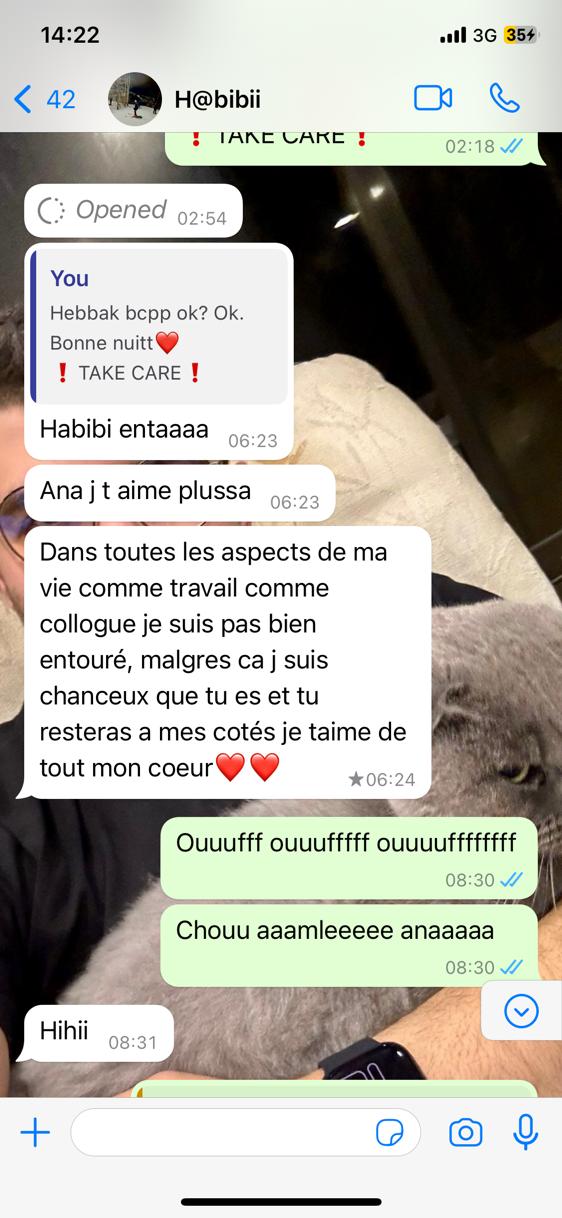 14:22
3G 35
42 H@bibii
❗ TAKE CARE ❗
02:18
Opened 02:54
You
Hebbak bcpp ok? Ok.
Bonne nuitt❤️
❗ TAKE CARE ❗
Habibi entaaaa 06:23
Ana j t aime plussa 06:23
Dans toutes les aspects de ma
vie comme travail comme
collogue je suis pas bien
entouré, malgres ca j suis
chanceux que tu es et tu
resteras a mes cotés je taime de
tout mon coeur❤️❤️
★06:24
Ouuufff ouuufffff ouuuuffffffff
08:30
Chouu aaamleeeee anaaaaa
08:30
Hihii 08:31